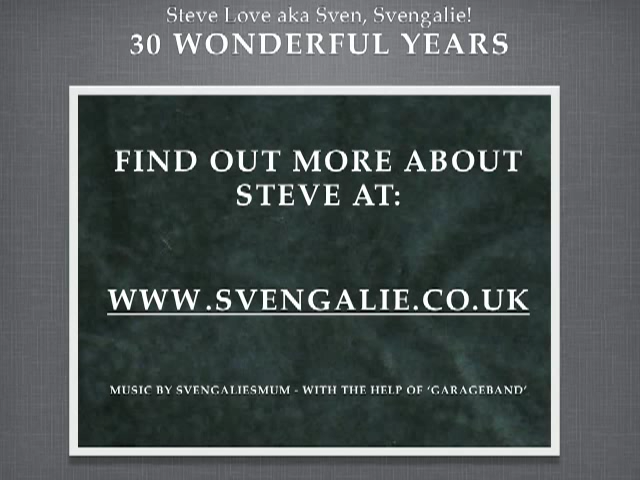 Steve Love aka Sven, Svengalie!
30 WONDERFUL YEARS
FIND OUT MORE ABOUT
STEVE AT:
WWW.SVENGALIE.CO.UK
MUSIC BY SVENGALIESMUM - WITH THE HELP OF ‘GARAGEBAND’